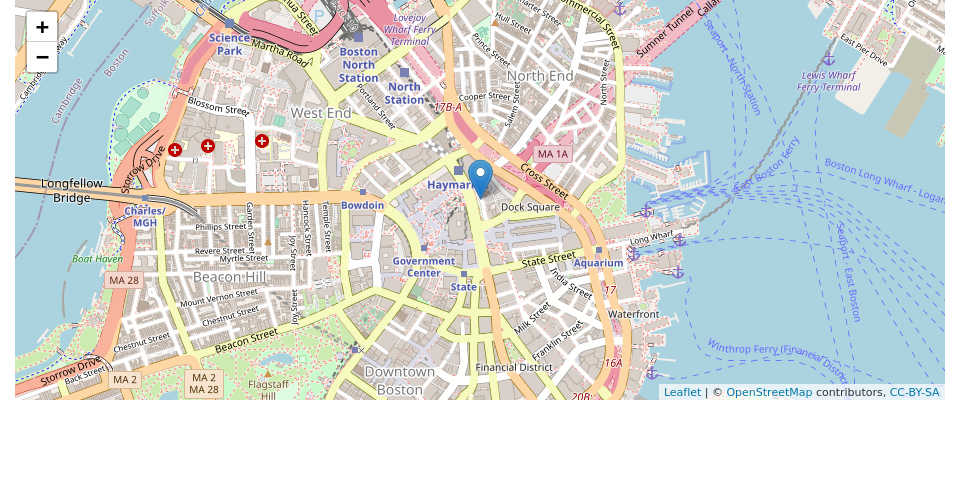 +
−
Science
Park
Martha Road
Lovejoy
Wharf Ferry
Terminal
Boston
North
Station
North
Station
Prince Street
Hull Street
Commercial Street
Sumner Tunnel
Seaport - North Station
East Pier Drive
Lewis Wharf
Ferry Terminal
North End
Cooper Street
Salem Street
North Street
Portland Street
17B-A
Cambridge
Boston
Blossom Street
West End
MA 1A
Cross Street
East Boston Ferry
Storrow Drive
Longfellow
Bridge
Haymar
Boston Long Wharf - Logan
Charles/
MGH
Bowdoin
Dock Square
Garden Street
Hancock Street
Temple Street
Joy Street
Phillips Street
Revere Street
Myrtle Street
Long Wharf
Seaport - East Boston
Boat Haven
Government
Center
State Street
Aquarium
MA 28
Beacon Hill
State
India Street
17
Mount Vernon Street
Chestnut Street
Joy Street
Milk Street
Waterfront
Chestnut Street
Beacon Street
Franklin Street
Winthrop Ferry (Financial District
Storrow Drive
Back Street
MA 2
MA 2
MA 28
Flagstaff
Hill
Downtown
Boston
Financial District
16A
20B:
Leaflet | © OpenStreetMap contributors, CC-BY-SA